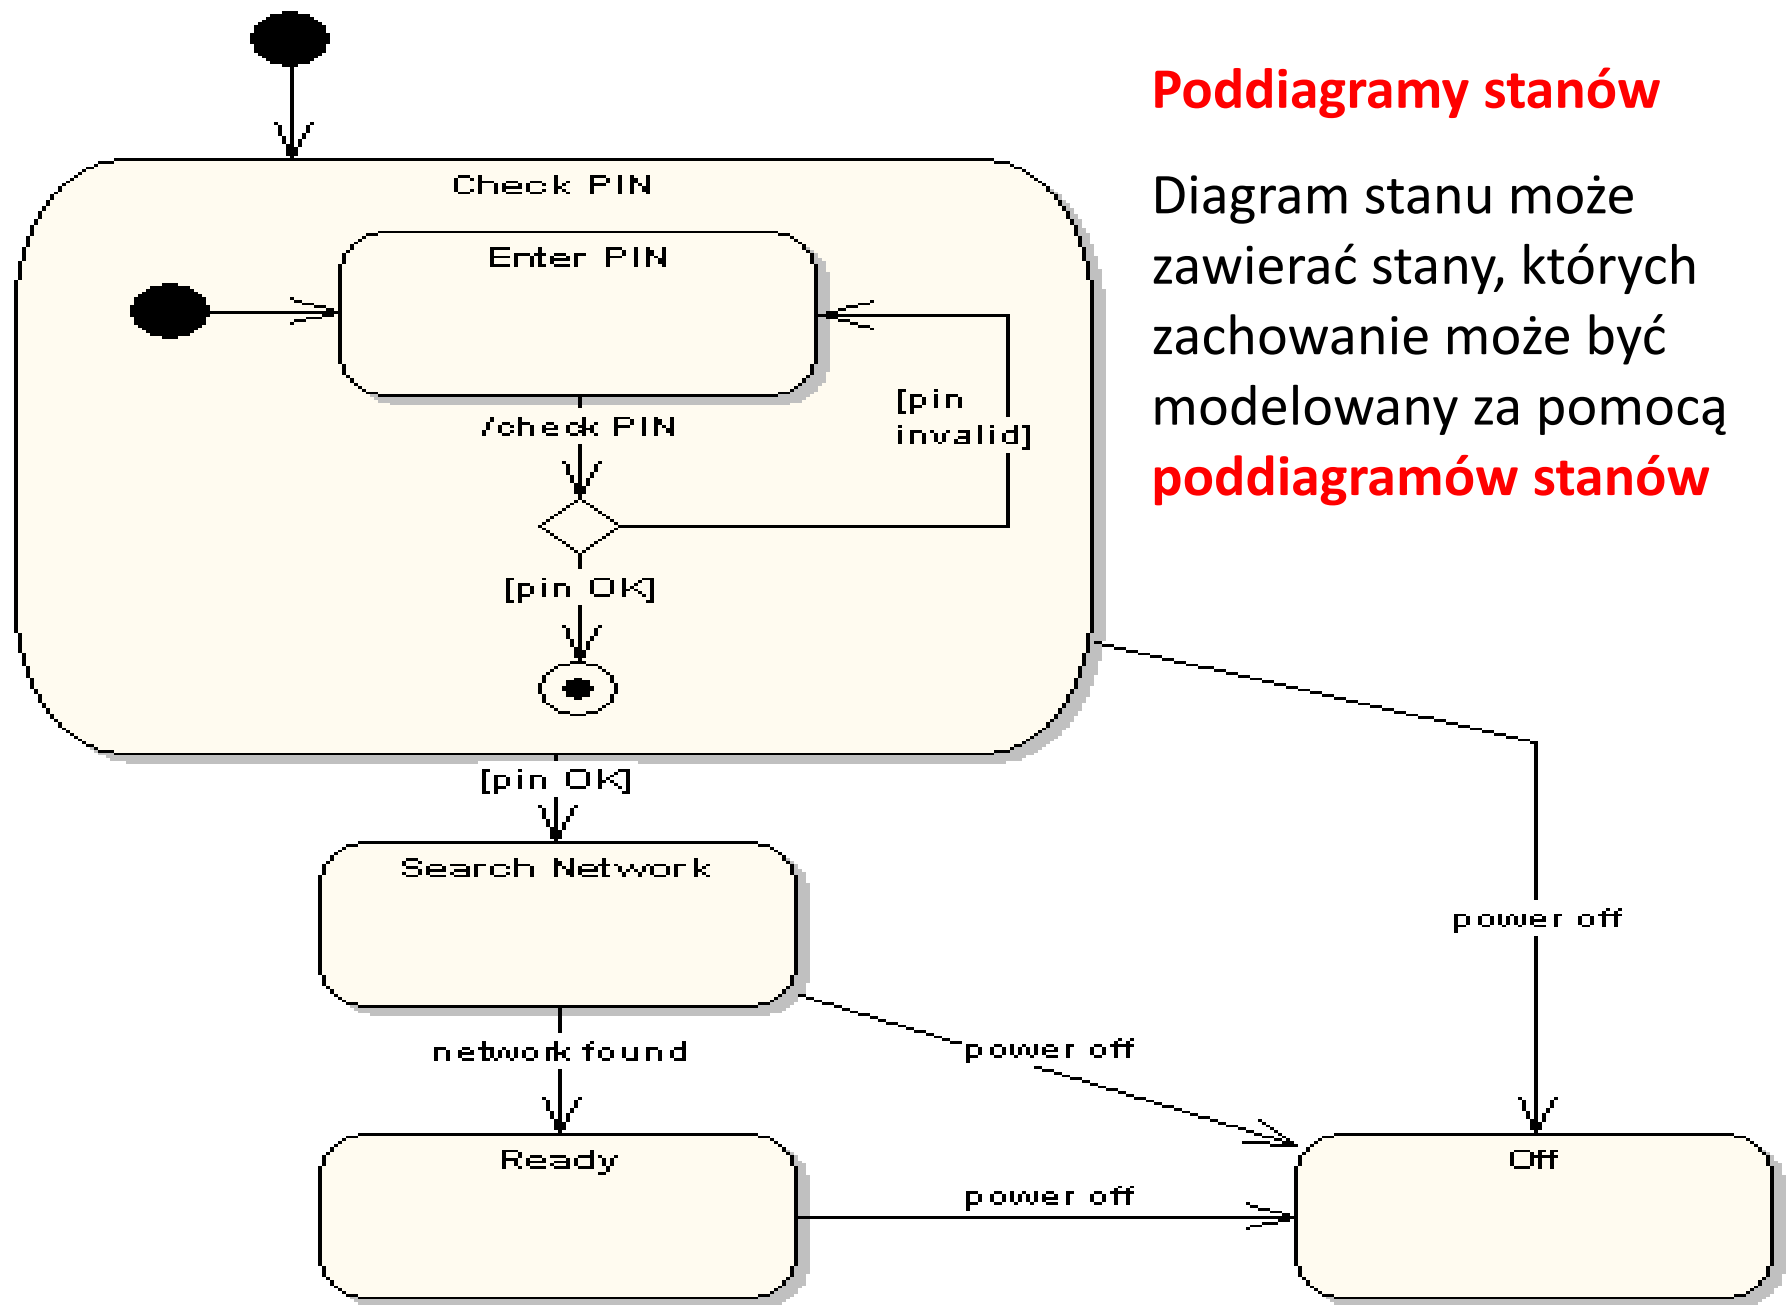 Poddiagramy stanów
Diagram stanu może
zawierać stany, których
zachowanie może być
modelowany za pomocą
poddiagramów stanów
Check PIN
Enter PIN
[pin
invalid]
/check PIN
[pin OK]
[pin OK]
Search Network
power off
network found
power off
Ready
Off
power off